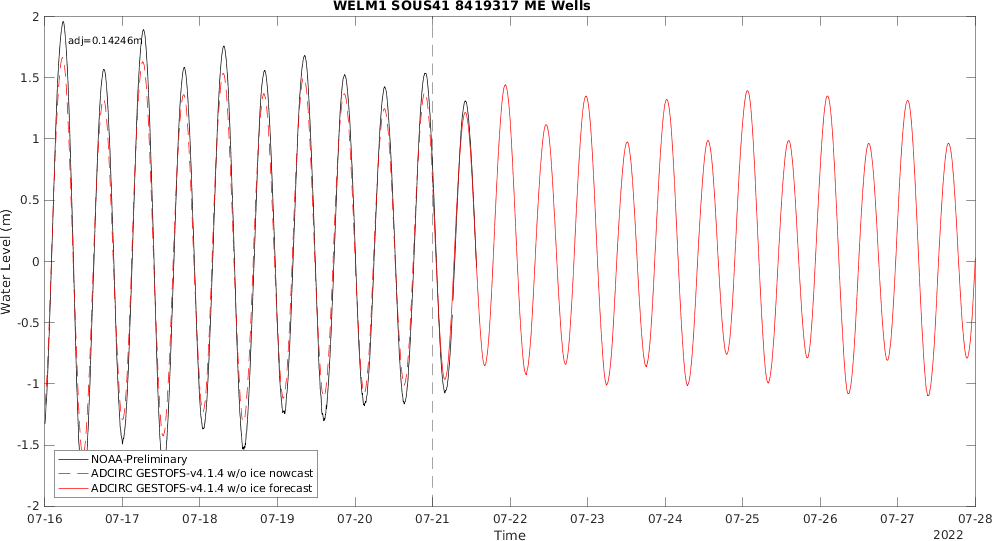 WELM1 SOUS41 8419317 ME Wells
adj=0.14246m
2
1.5
1
0.5
0
-0.5
-1
-1.5
-2
Water Level (m)
NOAA-Preliminary
ADCIRC GESTOFS-v4.1.4 w/o ice nowcast
ADCIRC GESTOFS-v4.1.4 w/o ice forecast
07-16 07-17 07-18 07-19 07-20 07-21 07-22 07-23 07-24 07-25 07-26 07-27 07-28
Time
2022